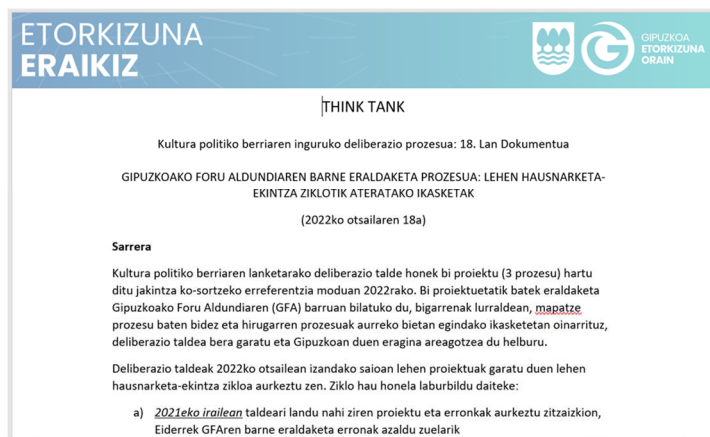 ETORKIZUNA
ERAIKIZ
GIPUZKOA
ETORKIZUNA
ORAIN
THINK TANK
Kultura politiko berriaren inguruko deliberazio prozesua: 18. Lan Dokumentua
GIPUZKOAKO FORU ALDUNDIAREN BARNE ERALDAKETA PROZESUA: LEHEN HAUSNARKETA-
EKINTZA ZIKLOTIK ATERATAKO IKASKETAK
(2022ko otsailaren 18a)
Sarrera
Kultura politiko berriaren lanketarako deliberazio talde honek bi proiektu (3 prozesu) hartu
ditu jakintza ko-sortzeko erreferentzia moduan 2022rako. Bi proiektuetatik batek eraldaketa
Gipuzkoako Foru Aldundiaren (GFA) barruan bilatuko du, bigarrenak lurraldean, mapatze
prozesu baten bidez eta hirugarren prozesuak aurreko bietan egindako ikasketetan oinarrituz,
deliberazio taldea bera garatu eta Gipuzkoan duen eragina areagotzea du helburu.
Deliberazio taldeak 2022ko otsailean izandako saioan lehen proiektuak garatu duen lehen
hausnarketa-ekintza zikloa aurkeztu zen. Ziklo hau honela laburbildu daiteke:
a) 2021eko irailean taldeari landu nahi ziren proiektu eta erronkak aurkeztu zitzaizkion,
Eiderrek GFAren barne eraldaketa erronak azaldu zuelarik